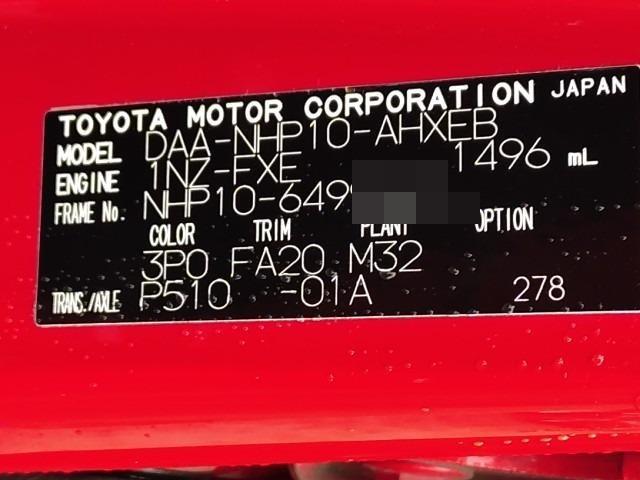 TOYOTA MOTOR CORPORATION JAPAN
MODEL DAA-NHP10-AHXEB
ENGINE 1NZ-FXE 1496 mL
FRAME No. NHP10-649
COLOR TRIM PLANT OPTION
3P0 FA20 M32
TRANS./AXLE P510 -01A 278